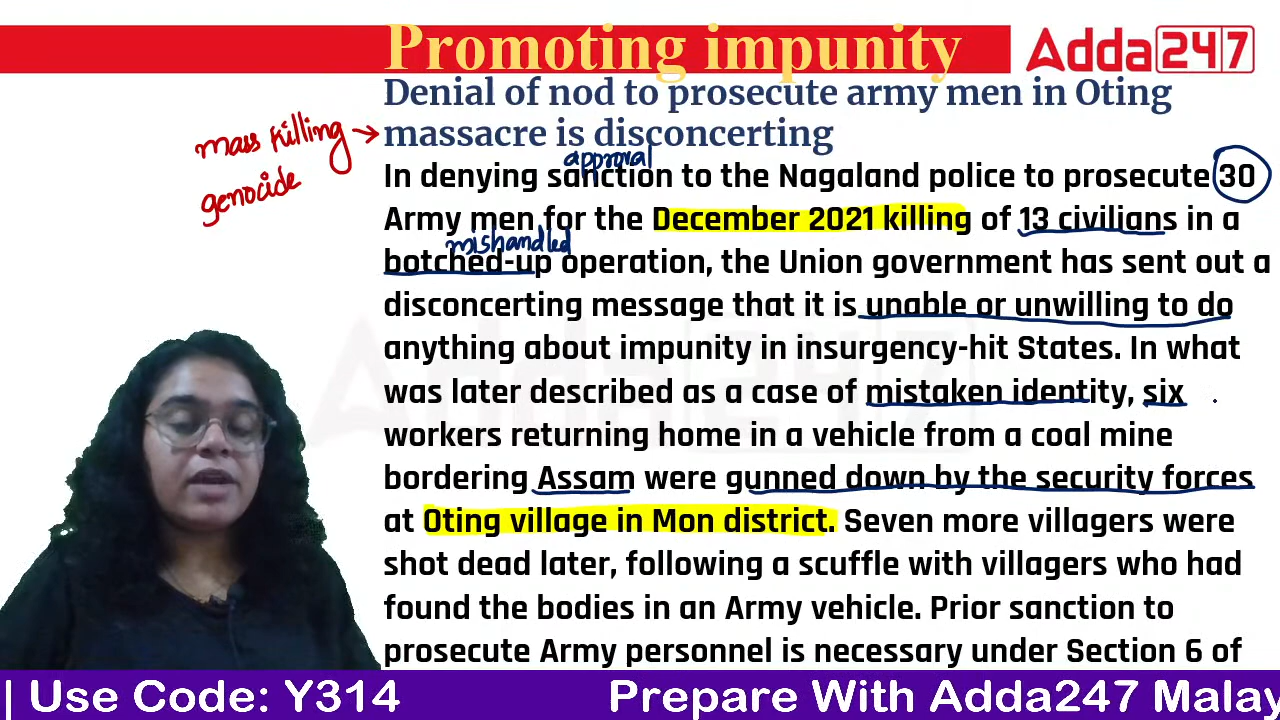 Promoting impunity
Adda247
Denial of nod to prosecute army men in Oting
mass killing
massacre is disconcerting
genocide
approval
In denying sanction to the Nagaland police to prosecute 30
Army men for the December 2021 killing of 13 civilians in a
mishandled
botched-up operation, the Union government has sent out a
disconcerting message that it is unable or unwilling to do
anything about impunity in insurgency-hit States. In what
was later described as a case of mistaken identity, six
workers returning home in a vehicle from a coal mine
bordering Assam were gunned down by the security forces
at Oting village in Mon district. Seven more villagers were
shot dead later, following a scuffle with villagers who had
found the bodies in an Army vehicle. Prior sanction to
prosecute Army personnel is necessary under Section 6 of
| Use Code: Y314 Prepare With Adda247 Malay
Adda247